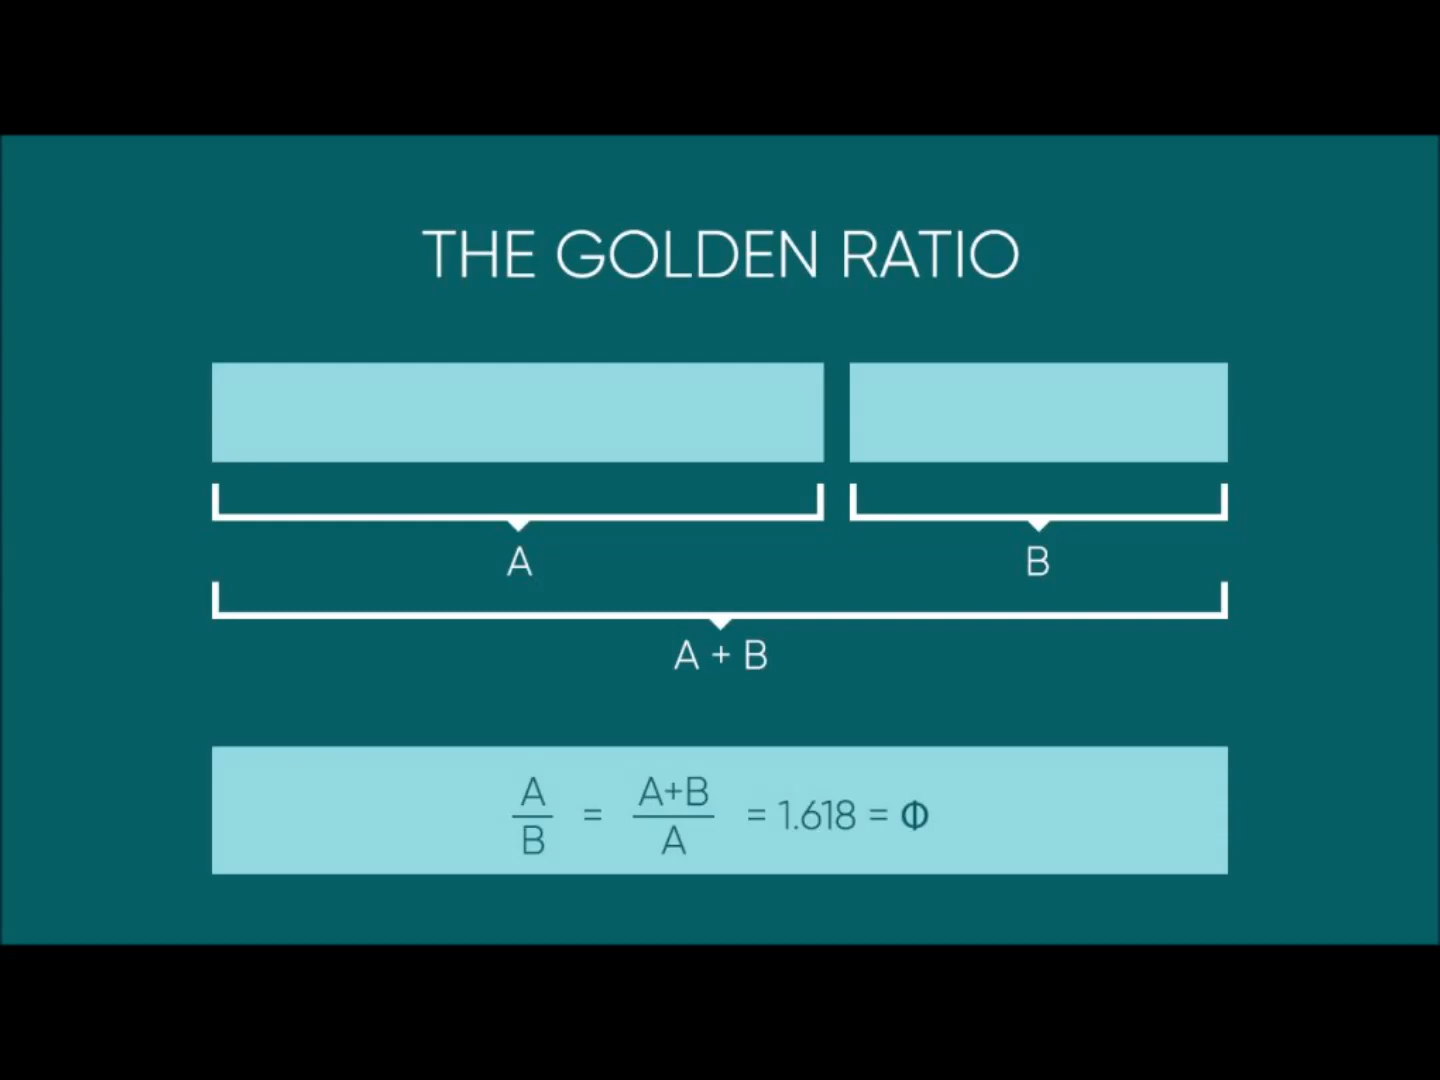 THE GOLDEN RATIO
A
B
A + B
A/B = A+B/A = 1.618 = Φ